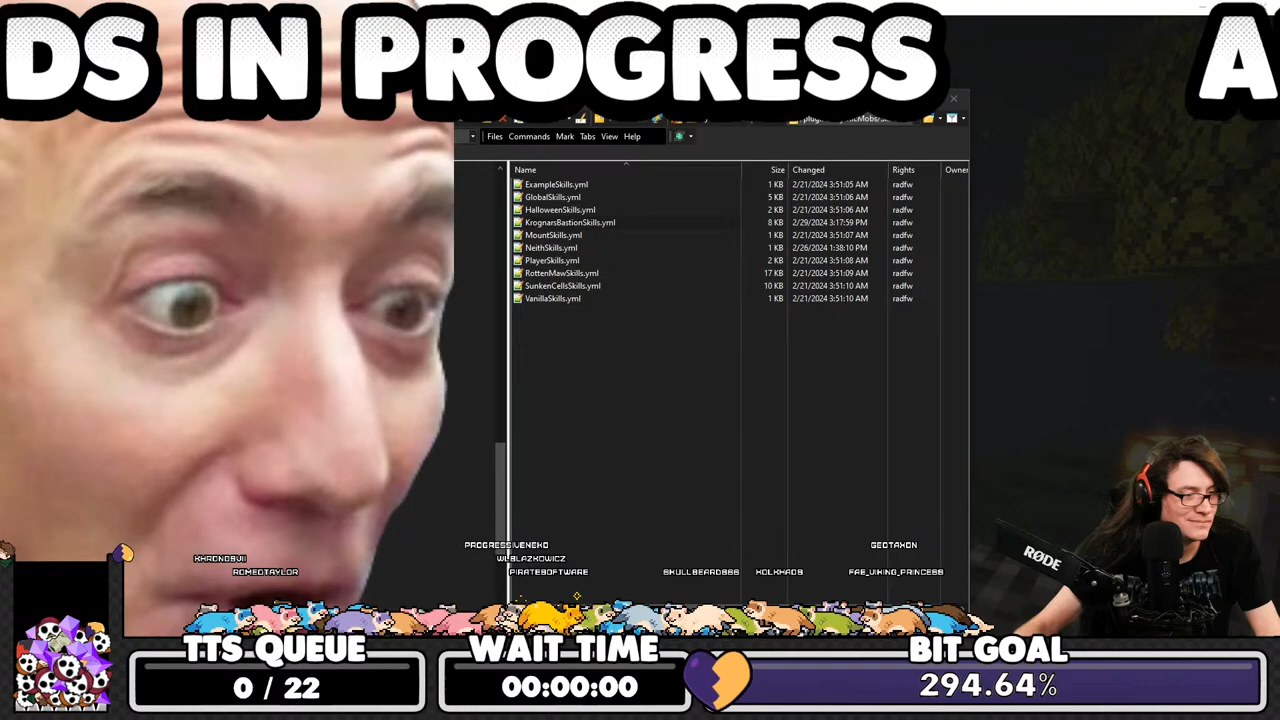 DS IN PROGRESS A
Files Commands Mark Tabs View Help
Name Size Changed Rights Owner
ExampleSkills.yml 1 KB 2/21/2024 3:51:05 AM radfw
GlobalSkills.yml 5 KB 2/21/2024 3:51:06 AM radfw
HalloweenSkills.yml 2 KB 2/21/2024 3:51:06 AM radfw
KrognarsBastionSkills.yml 8 KB 2/29/2024 3:17:59 PM radfw
MountSkills.yml 1 KB 2/21/2024 3:51:07 AM radfw
NeithSkills.yml 1 KB 2/26/2024 1:38:10 PM radfw
PlayerSkills.yml 2 KB 2/21/2024 3:51:08 AM radfw
RottenMawSkills.yml 17 KB 2/21/2024 3:51:09 AM radfw
SunkenCellsSkills.yml 10 KB 2/21/2024 3:51:10 AM radfw
VanillaSkills.yml 1 KB 2/21/2024 3:51:10 AM radfw
PROGRESSIVENEKO GEOTAXON
KHRONOSVII WLBLAZKOWICZ
ROMEOTAYLOR PIRATESOFTWARE SKULLBEARD666 KOLKHAOS FAE_VIKING_PRINCESS
RØDE
TTS QUEUE WAIT TIME BIT GOAL
0 / 22 00:00:00 294.64%